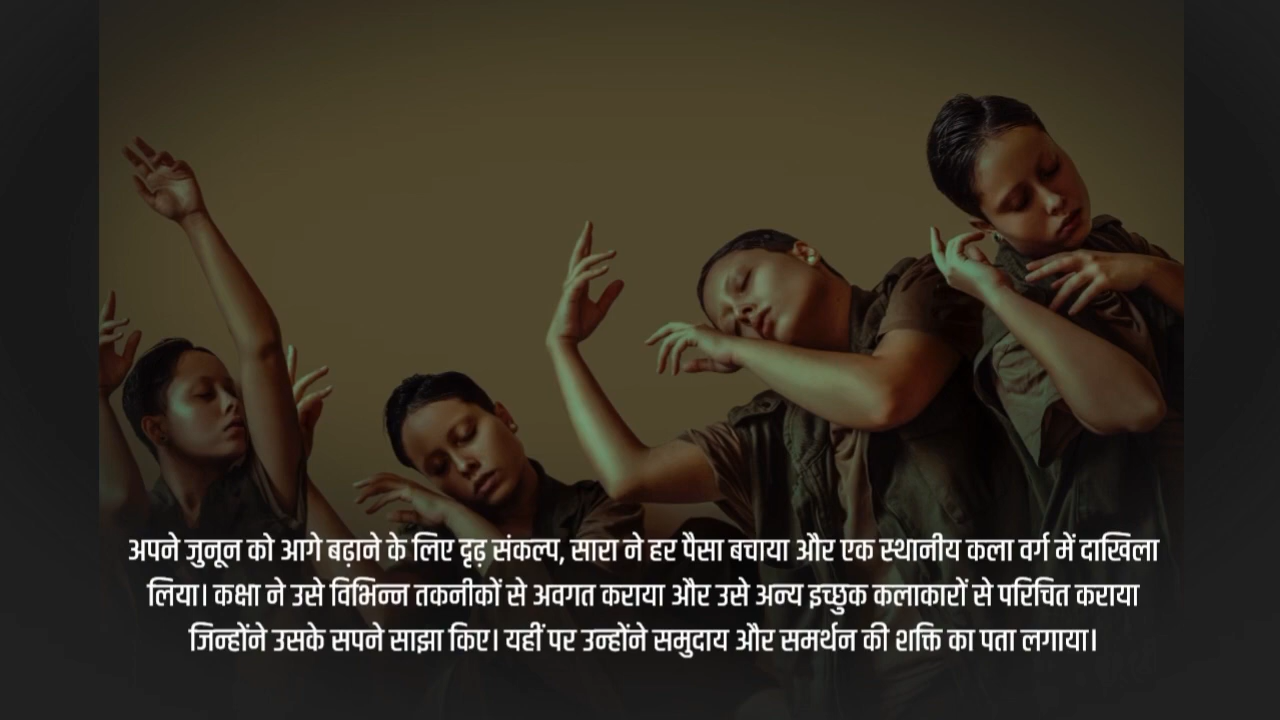 अपने जुनून को आगे बढ़ाने के लिए दृढ़ संकल्प, सारा ने हर पैसा बचाया और एक स्थानीय कला वर्ग में दाखिला
लिया। कक्षा ने उसे विभिन्न तकनीकों से अवगत कराया और उसे अन्य इच्छुक कलाकारों से परिचित कराया
जिन्होंने उसके सपने साझा किए। यहीं पर उन्होंने समुदाय और समर्थन की शक्ति का पता लगाया।